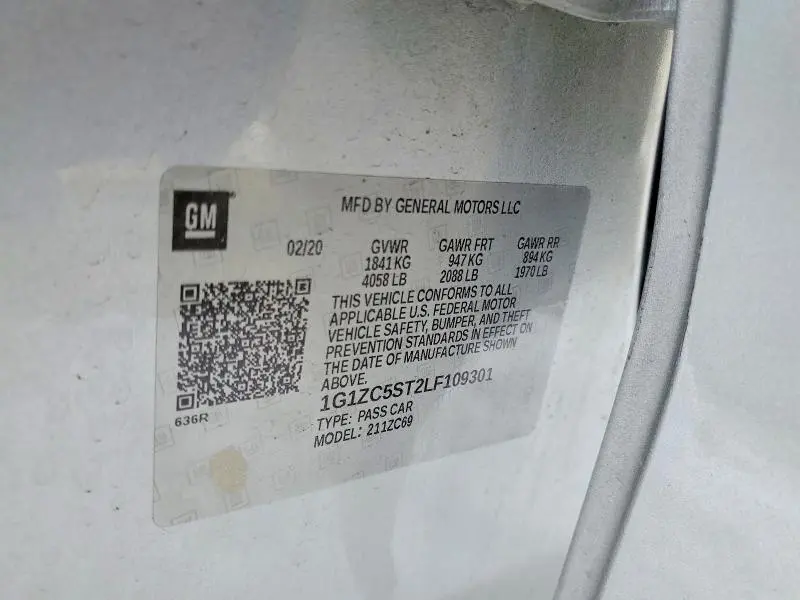 GM
MFD BY GENERAL MOTORS LLC
02/20 GVWR GAWR FRT GAWR RR
1841 KG 947 KG 894 KG
4058 LB 2088 LB 1970 LB
THIS VEHICLE CONFORMS TO ALL
APPLICABLE U.S. FEDERAL MOTOR
VEHICLE SAFETY, BUMPER, AND THEFT
PREVENTION STANDARDS IN EFFECT ON
THE DATE OF MANUFACTURE SHOWN
ABOVE.
1G1ZC5ST2LF109301
TYPE: PASS CAR
MODEL: 211ZC69
636R